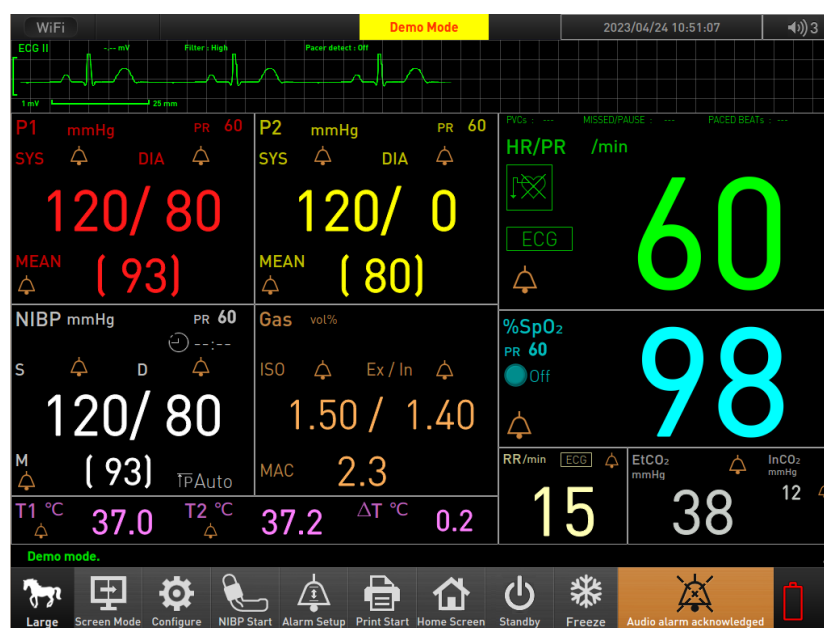 WiFi Demo Mode 2023/04/24 10:51:07 3
ECG II -.-- mV Filter : High Pacer detect : Off
1 mV 25 mm
PVCs : --- MISSED/PAUSE : --- PACED BEATs : ---
P1 mmHg PR 60
SYS DIA
120/ 80
MEAN (93)
P2 mmHg PR 60
SYS DIA
120/ 0
MEAN (80)
HR/PR /min
60
ECG
NIBP mmHg PR 60
--:--
S D
120/ 80
M (93) Auto
Gas vol%
ISO Ex / In
1.50 / 1.40
MAC 2.3
%SpO₂
PR 60
Off
98
RR/min ECG
15
EtCO₂
mmHg
38
InCO₂
mmHg
12
T1 °C 37.0 T2 °C 37.2 ΔT °C 0.2
Demo mode.
Large Screen Mode Configure NIBP Start Alarm Setup Print Start Home Screen Standby Freeze Audio alarm acknowledged